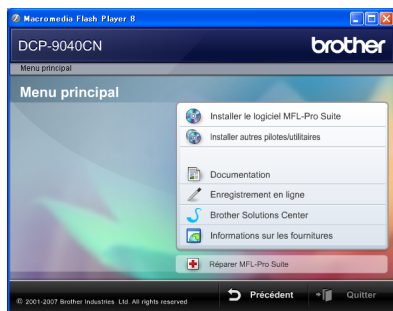 Macromedia Flash Player 8
DCP-9040CN
brother
Menu principal
Menu principal
Installer le logiciel MFL-Pro Suite
Installer autres pilotes/utilitaires
Documentation
Enregistrement en ligne
Brother Solutions Center
Informations sur les fournitures
Réparer MFL-Pro Suite
© 2001-2007 Brother Industries Ltd. All rights reserved
Précédent
Quitter